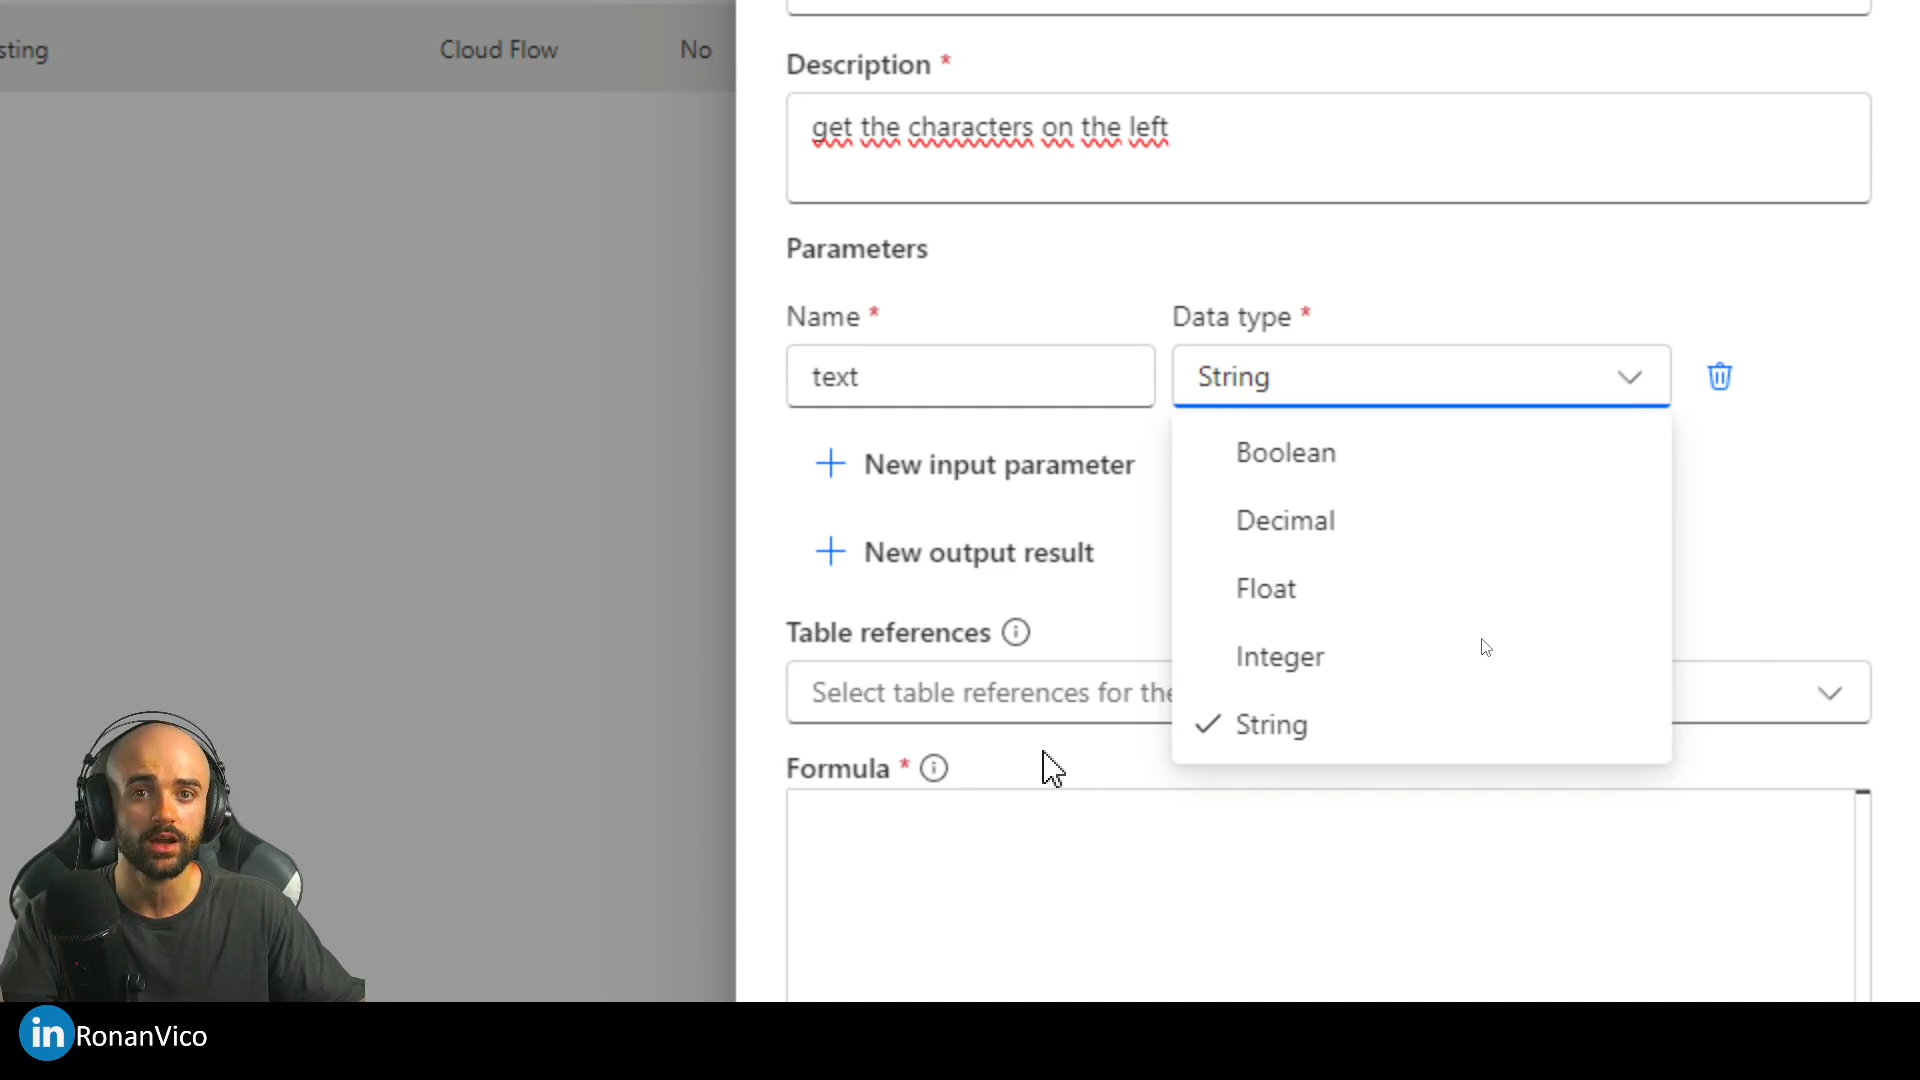 sting
Cloud Flow
No
Description *
get the characters on the left
Parameters
Name *
Data type *
text
String
Boolean
New input parameter
Decimal
New output result
Float
Table references
Integer
Select table references for the
String
Formula *
in RonanVico